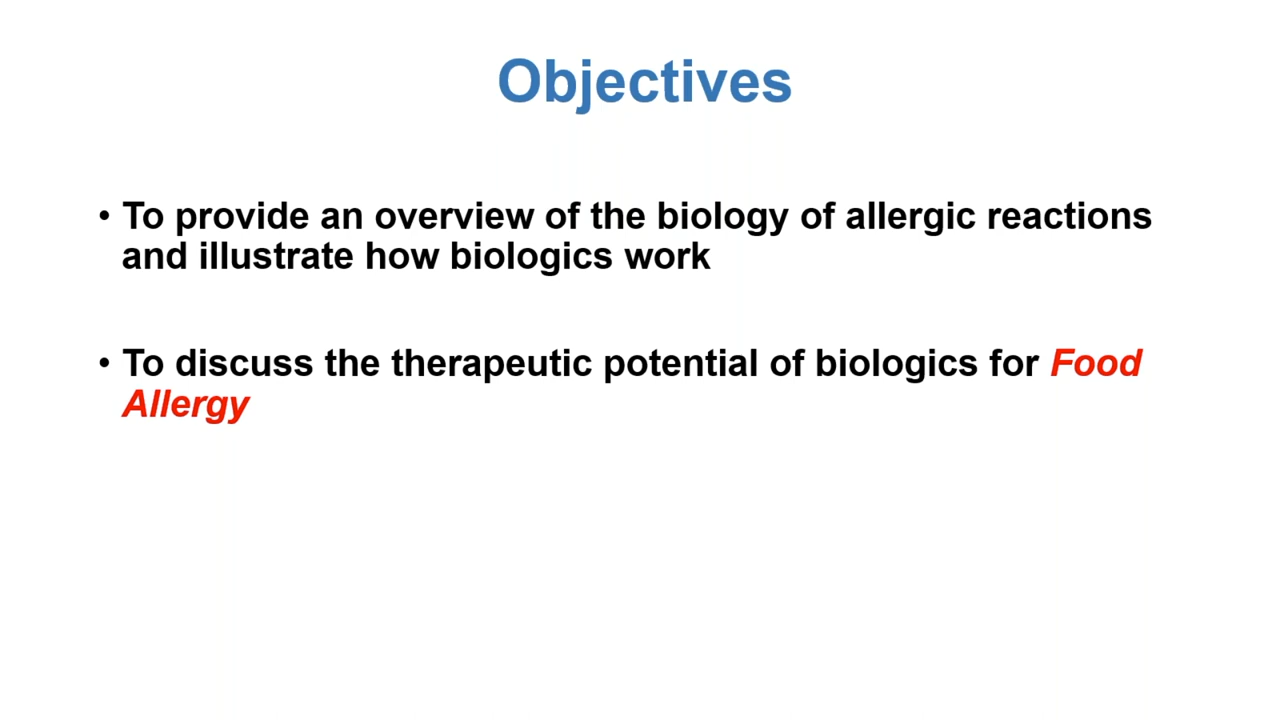 Objectives
• To provide an overview of the biology of allergic reactions
and illustrate how biologics work
• To discuss the therapeutic potential of biologics for Food
Allergy